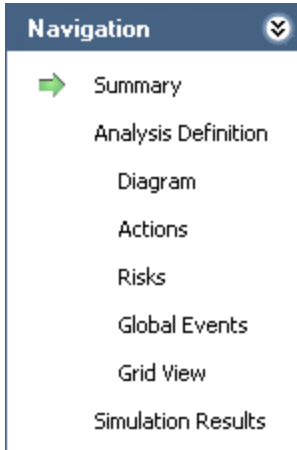 Navigation
Summary
Analysis Definition
Diagram
Actions
Risks
Global Events
Grid View
Simulation Results